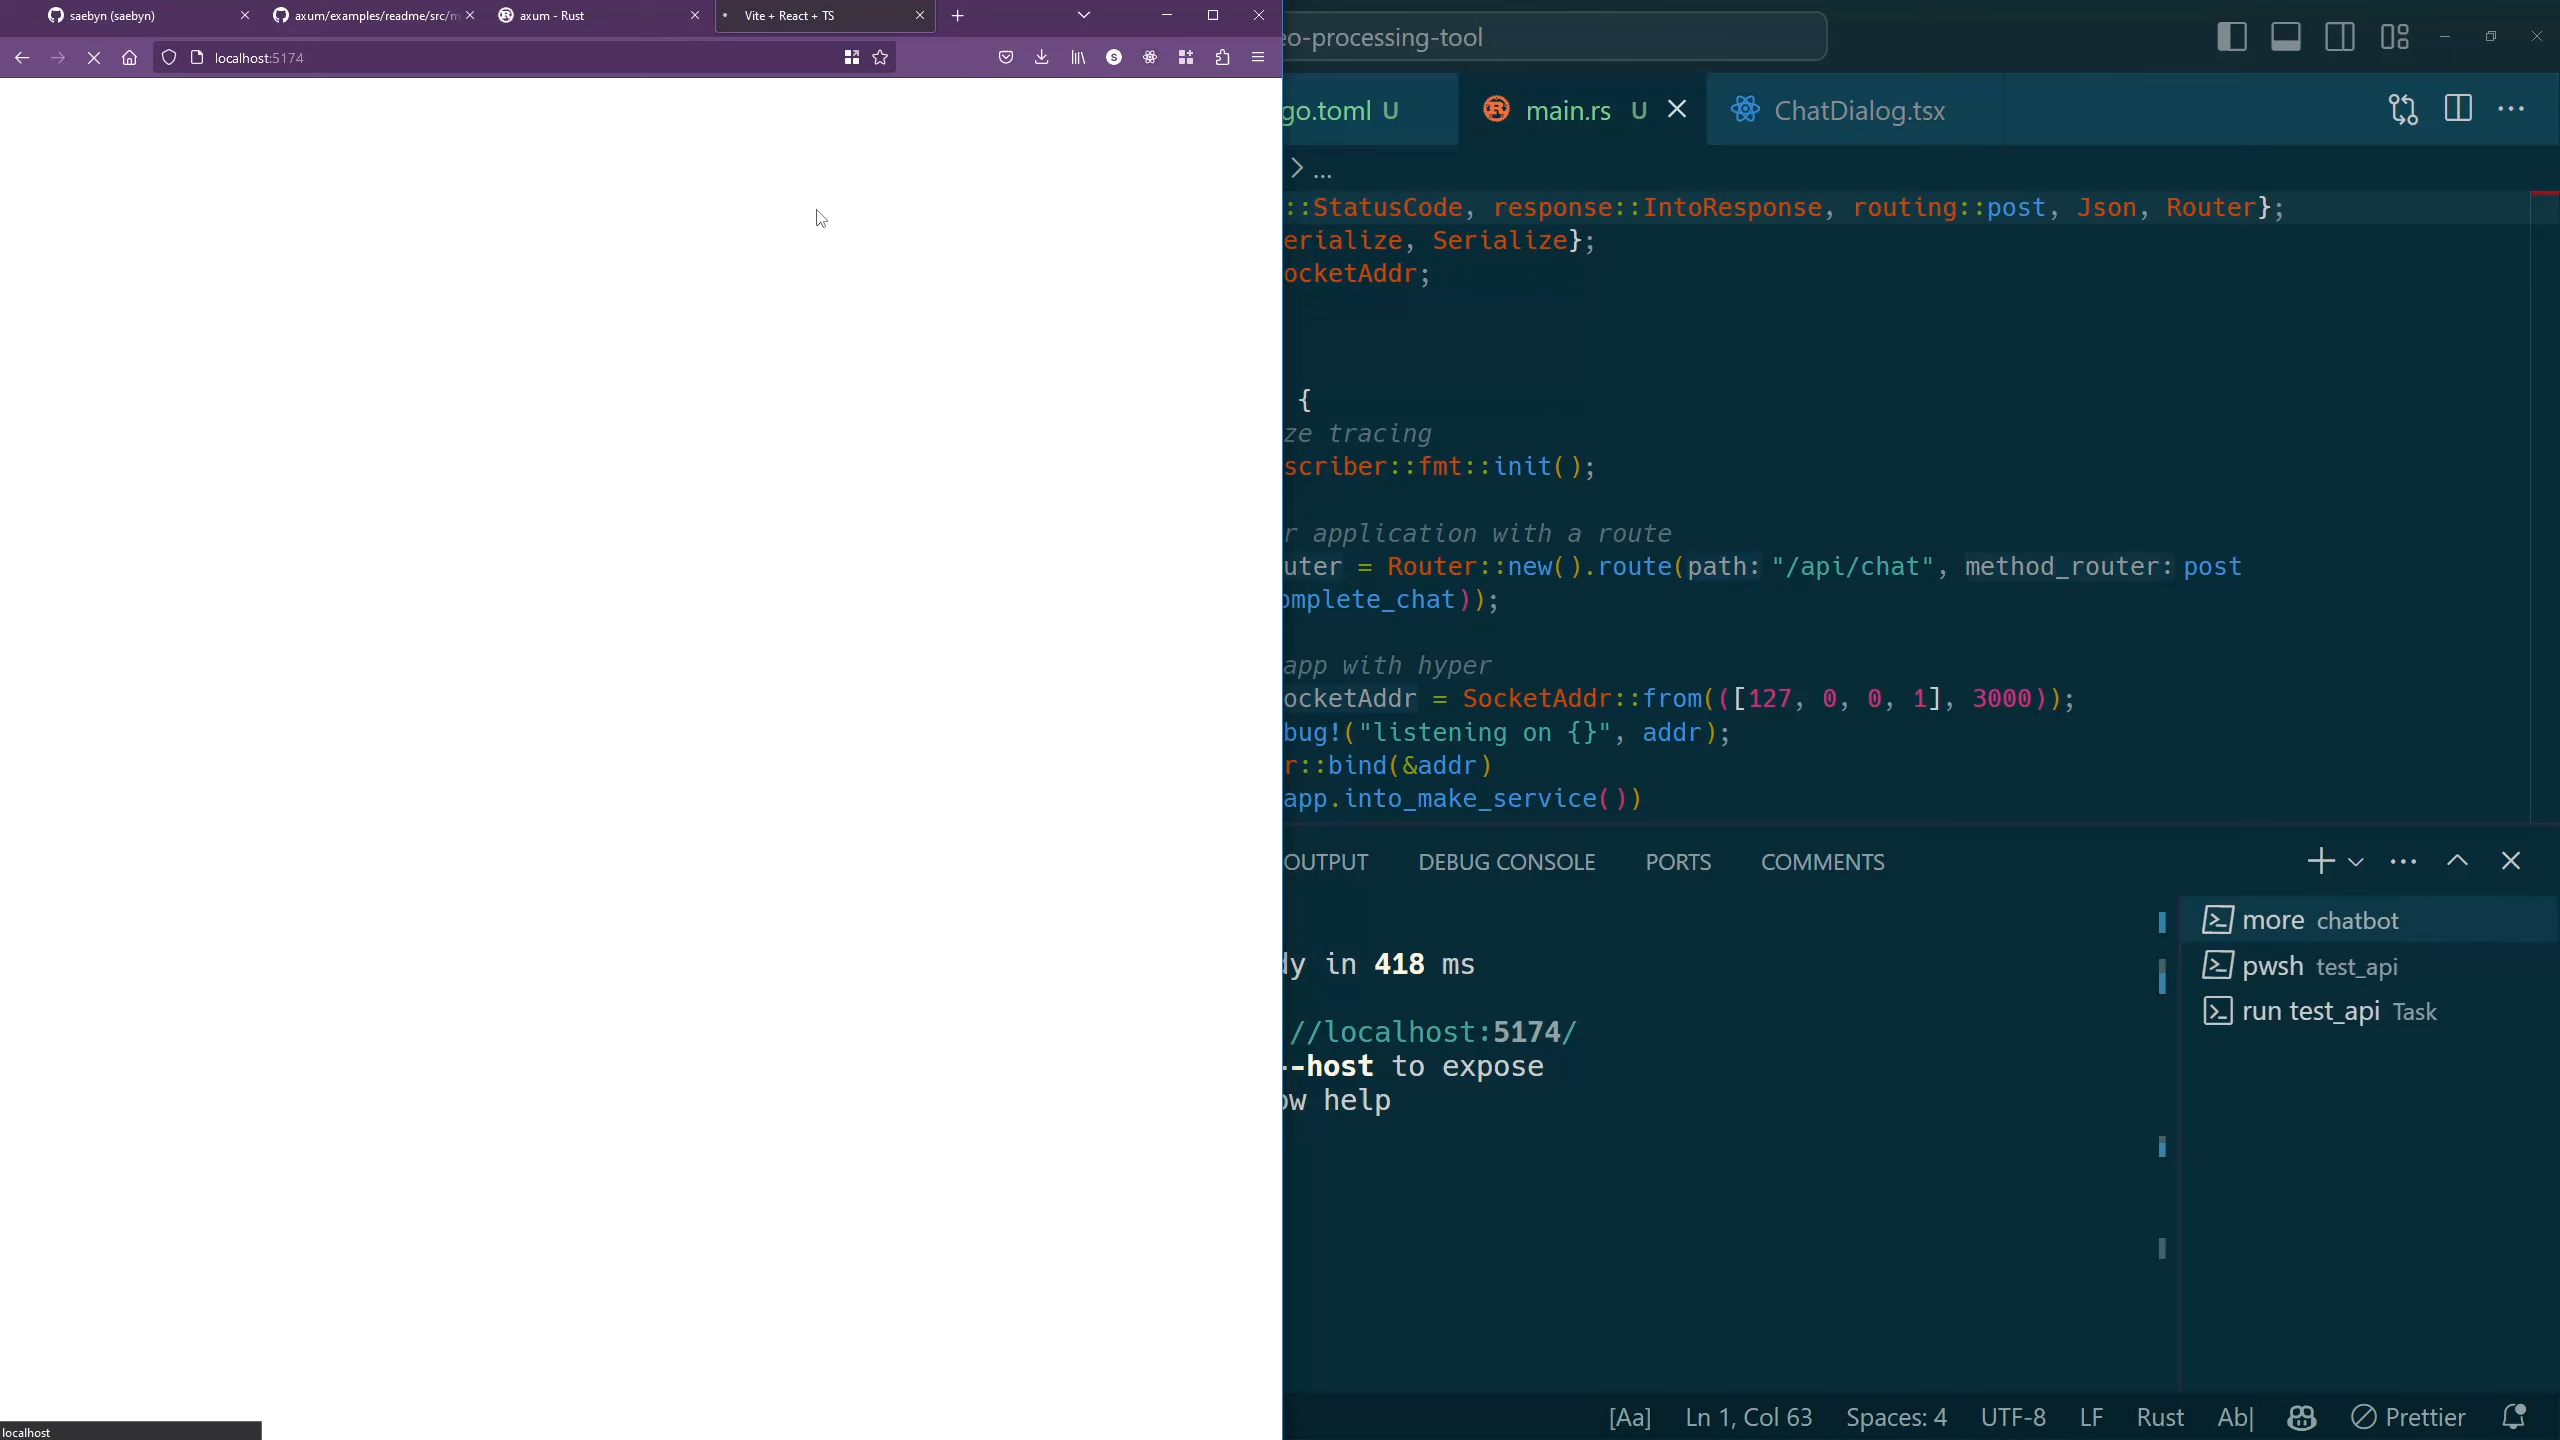 saebyn (saebyn)
axum/examples/readme/src/m
axum - Rust
Vite + React + TS
localhost:5174
localhost
eo-processing-tool
go.toml U
main.rs U
ChatDialog.tsx
> ...
::StatusCode, response::IntoResponse, routing::post, Json, Router};
erialize, Serialize};
ocketAddr;
{
ze tracing
scriber::fmt::init();
r application with a route
uter = Router::new().route(path: "/api/chat", method_router: post
omplete_chat));
app with hyper
ocketAddr = SocketAddr::from(([127, 0, 0, 1], 3000));
bug!("listening on {}", addr);
r::bind(&addr)
app.into_make_service())
OUTPUT
DEBUG CONSOLE
PORTS
COMMENTS
dy in 418 ms
//localhost:5174/
--host to expose
ow help
more chatbot
pwsh test_api
run test_api Task
[Aa]
Ln 1, Col 63
Spaces: 4
UTF-8
LF
Rust
Ab|
Prettier